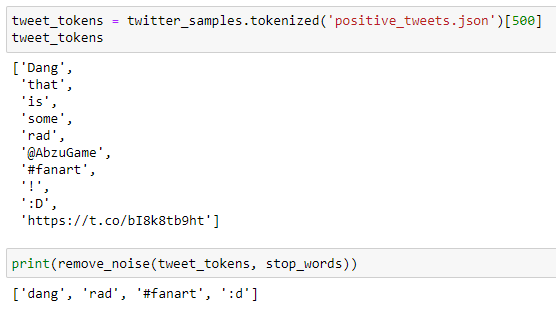 tweet_tokens = twitter_samples.tokenized('positive_tweets.json')[500]
tweet_tokens
['Dang',
'that',
'is',
'some',
'rad',
'@AbzuGame',
'#fanart',
'!',
':D',
'https://t.co/bI8k8tb9ht']
print(remove_noise(tweet_tokens, stop_words))
['dang', 'rad', '#fanart', ':d']